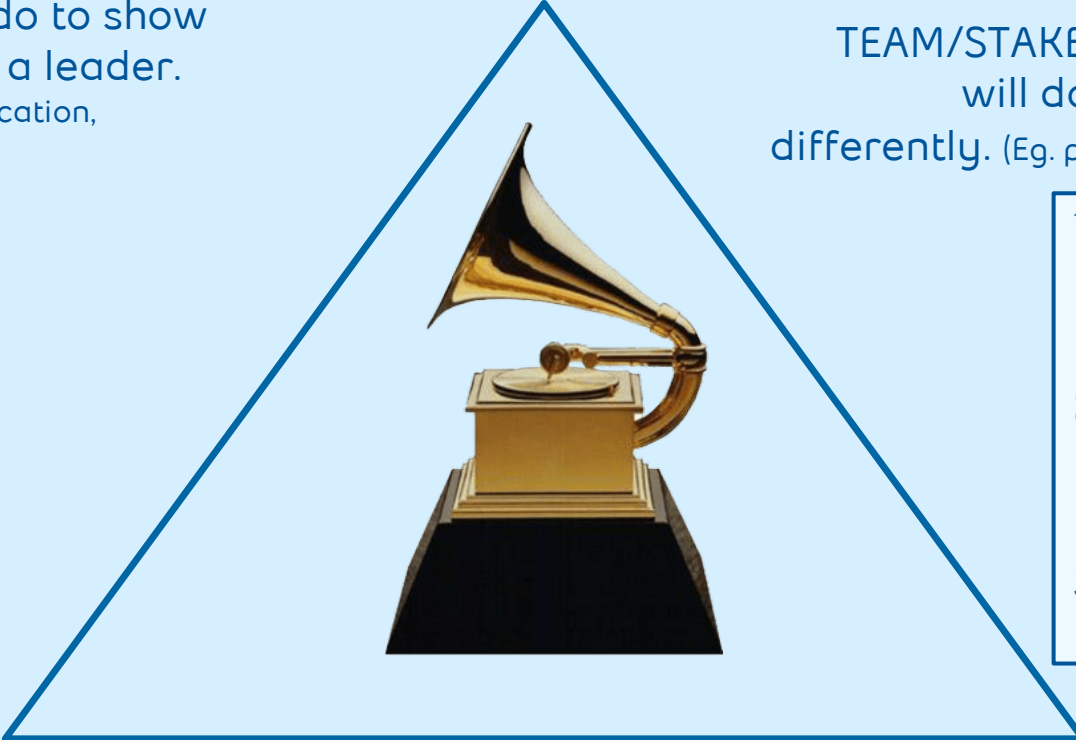 do to show
a leader.
cation,
TEAM/STAKE
will do
differently. (Eg. p